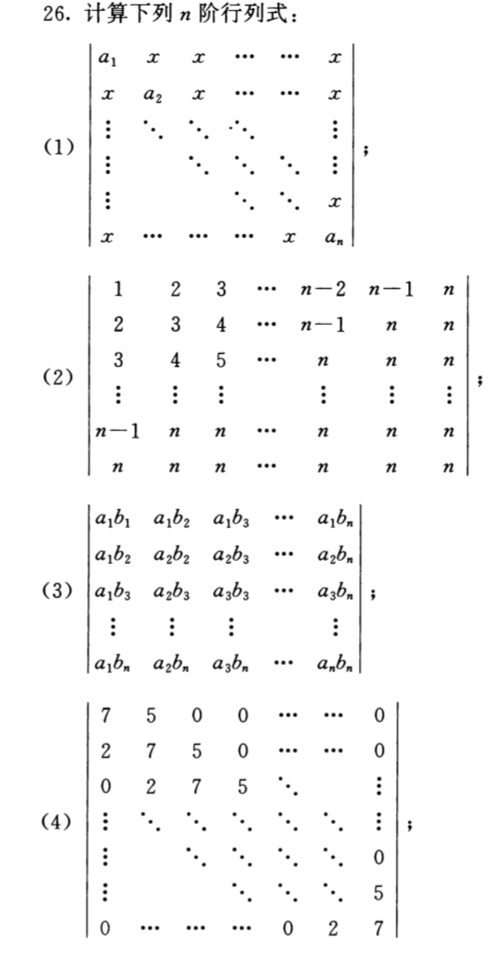 26. 计算下列 n 阶行列式:
a₁ x x ⋯ ⋯ x
x a₂ x ⋯ ⋯ x
⋮ ⋱ ⋱ ⋱ ⋮
(1) ⋮ ⋱ ⋱ ⋱ ⋮ ;
⋮ ⋱ ⋱ x
x ⋯ ⋯ ⋯ x aₙ
1 2 3 ⋯ n−2 n−1 n
2 3 4 ⋯ n−1 n n
3 4 5 ⋯ n n n
(2) ⋮ ⋮ ⋮ ⋮ ⋮ ⋮ ;
n−1 n n ⋯ n n n
n n n ⋯ n n n
a₁b₁ a₁b₂ a₁b₃ ⋯ a₁bₙ
a₁b₂ a₂b₂ a₂b₃ ⋯ a₂bₙ
(3) a₁b₃ a₂b₃ a₃b₃ ⋯ a₃bₙ ;
⋮ ⋮ ⋮ ⋮
a₁bₙ a₂bₙ a₃bₙ ⋯ aₙbₙ
7 5 0 0 ⋯ ⋯ 0
2 7 5 0 ⋯ ⋯ 0
0 2 7 5 ⋱ ⋮
(4) ⋮ ⋱ ⋱ ⋱ ⋱ ⋱ ⋮ ;
⋮ ⋱ ⋱ ⋱ ⋱ 0
⋮ ⋱ ⋱ ⋱ 5
0 ⋯ ⋯ ⋯ 0 2 7